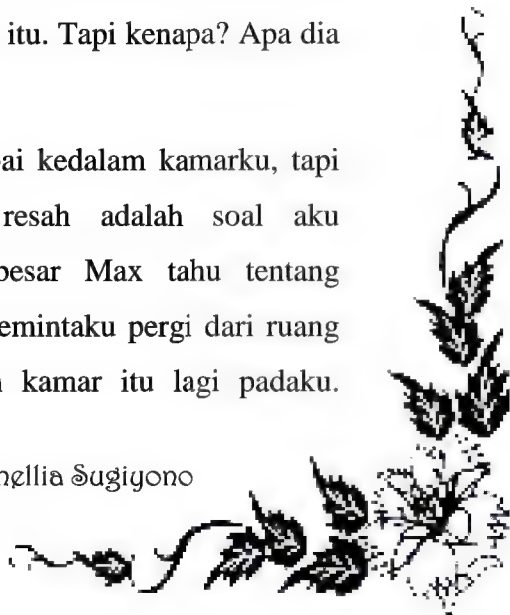 itu. Tapi kenapa? Apa dia
ai kedalam kamarku, tapi
resah adalah soal aku
besar Max tahu tentang
emintaku pergi dari ruang
kamar itu lagi padaku.
nellia Sugiyono